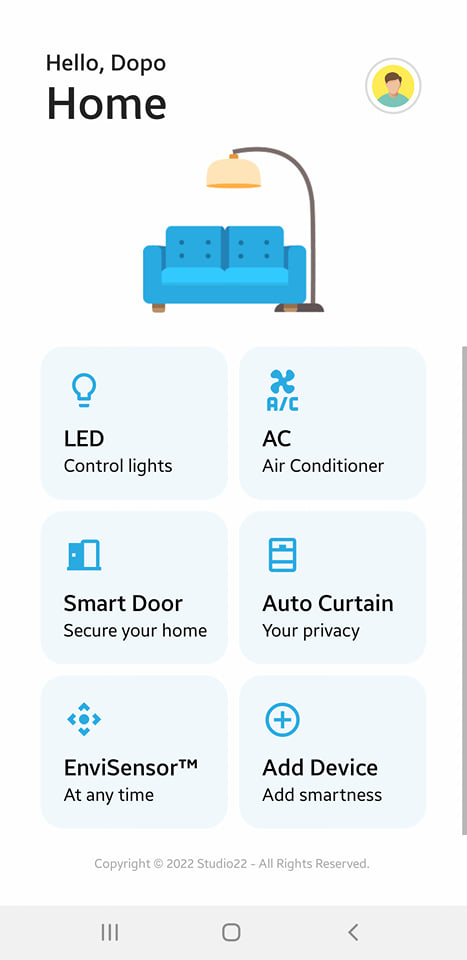 Hello, Dopo
Home
LED
Control lights
A/C
AC
Air Conditioner
Smart Door
Secure your home
Auto Curtain
Your privacy
EnviSensor™
At any time
Add Device
Add smartness
Copyright © 2022 Studio22 - All Rights Reserved.